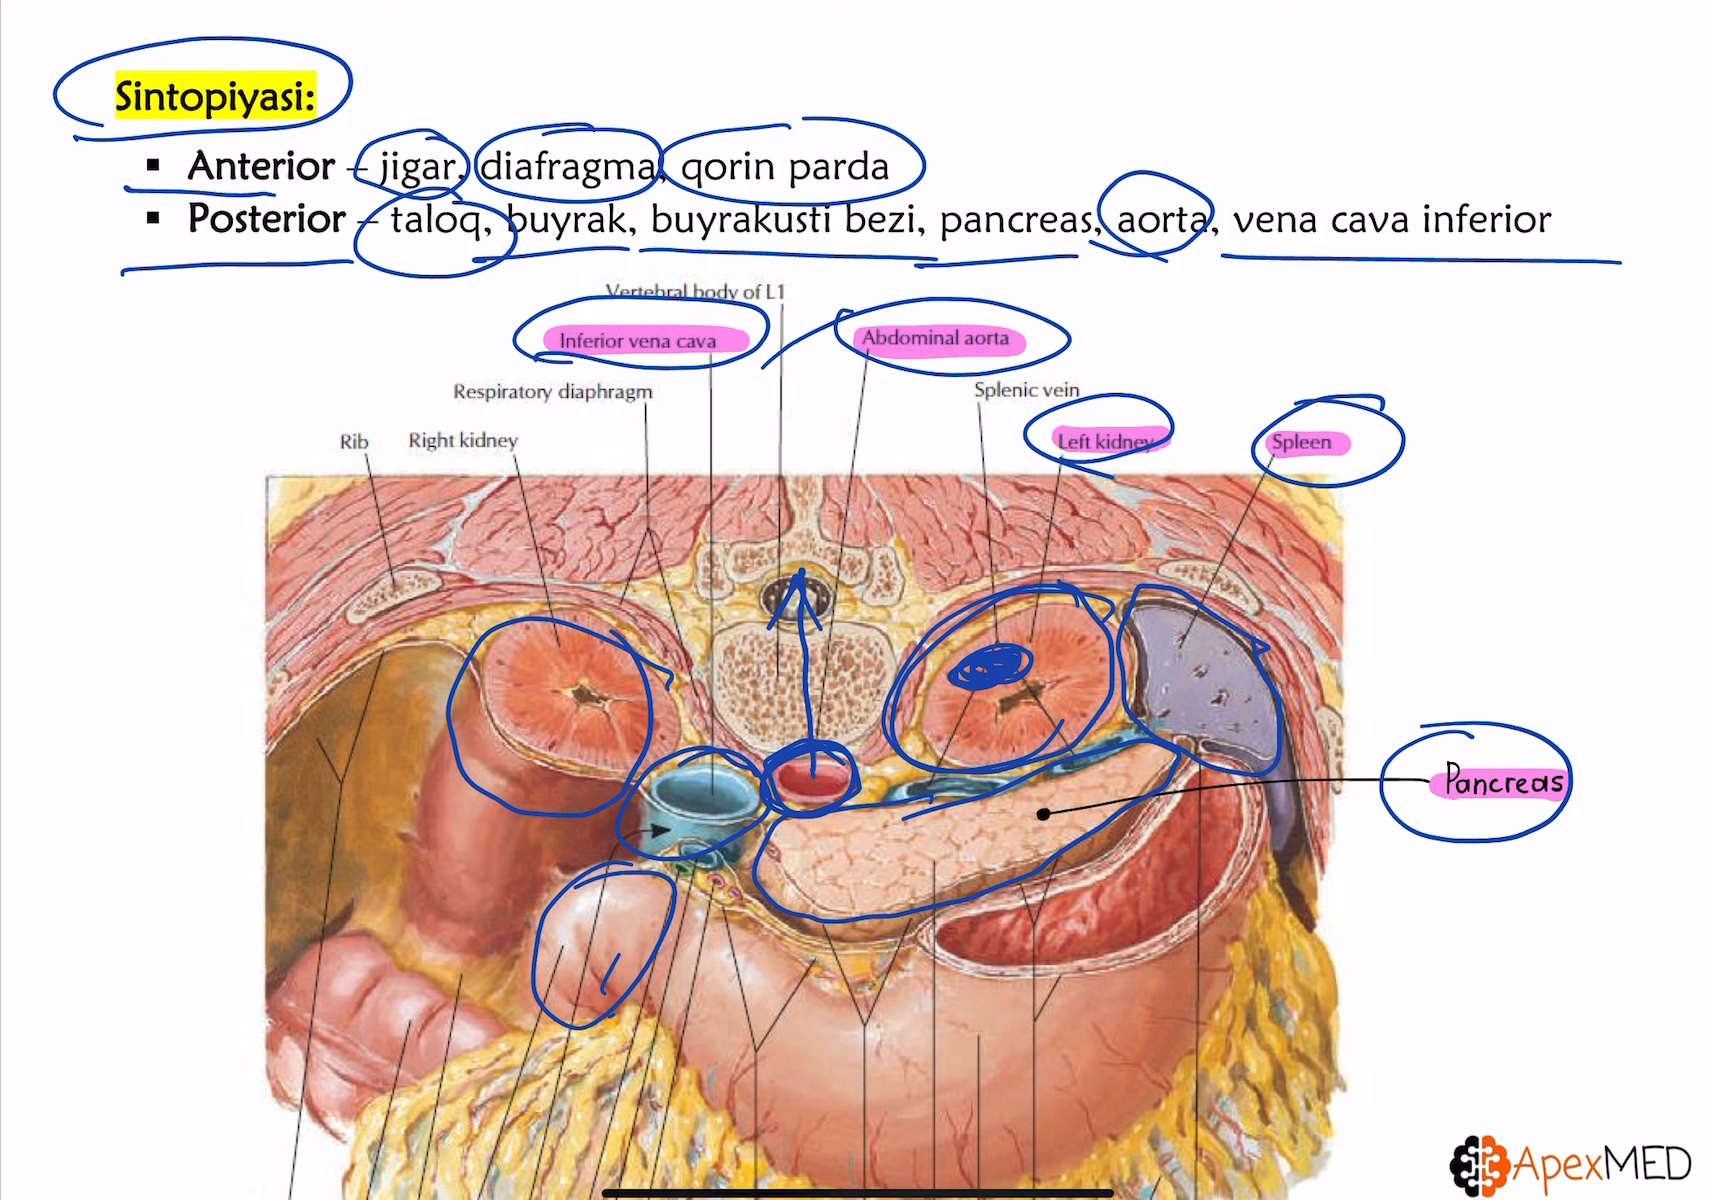 Sintopiyasi:
▪ Anterior – jigar, diafragma, qorin parda
▪ Posterior – taloq, buyrak, buyrakusti bezi, pancreas, aorta, vena cava inferior
Vertebral body of L1
Inferior vena cava
Abdominal aorta
Respiratory diaphragm
Splenic vein
Rib
Right kidney
Left kidney
Spleen
Pancreas
ApexMED